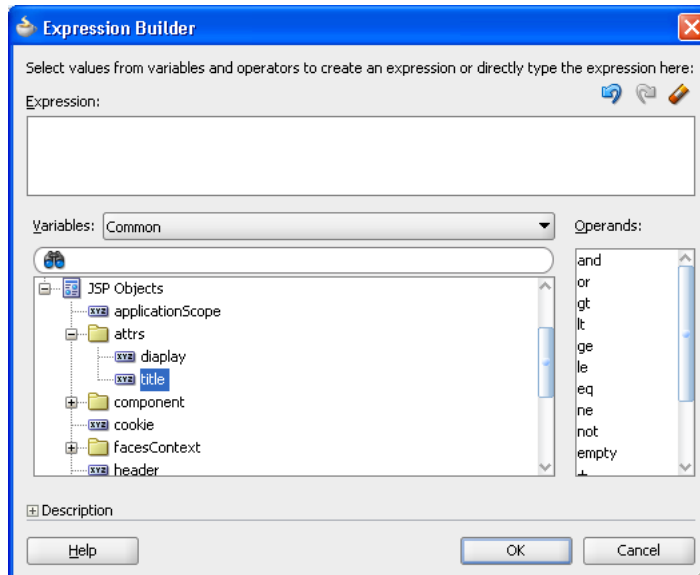 Expression Builder
Select values from variables and operators to create an expression or directly type the expression here:
Expression:
Variables: Common
Operands:
JSP Objects
applicationScope
attrs
diaplay
title
component
cookie
facesContext
header
and
or
gt
lt
ge
le
eq
ne
not
empty
+
Description
Help
OK
Cancel